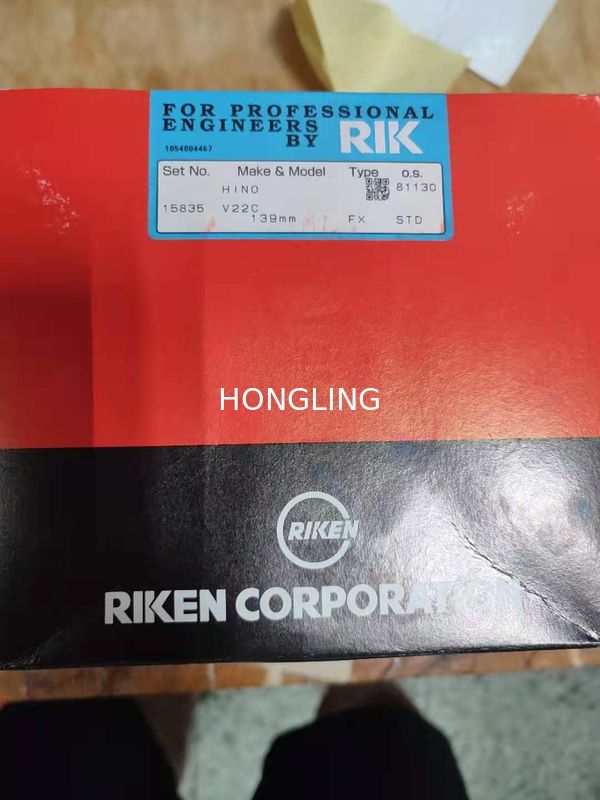 FOR PROFESSIONAL
ENGINEERS
BY RIK
1054004467
Set No. Make & Model Type o.s.
HINO 81130
15835 V22C
139mm FX STD
HONGLING
RIKEN
RIKEN CORPORATION